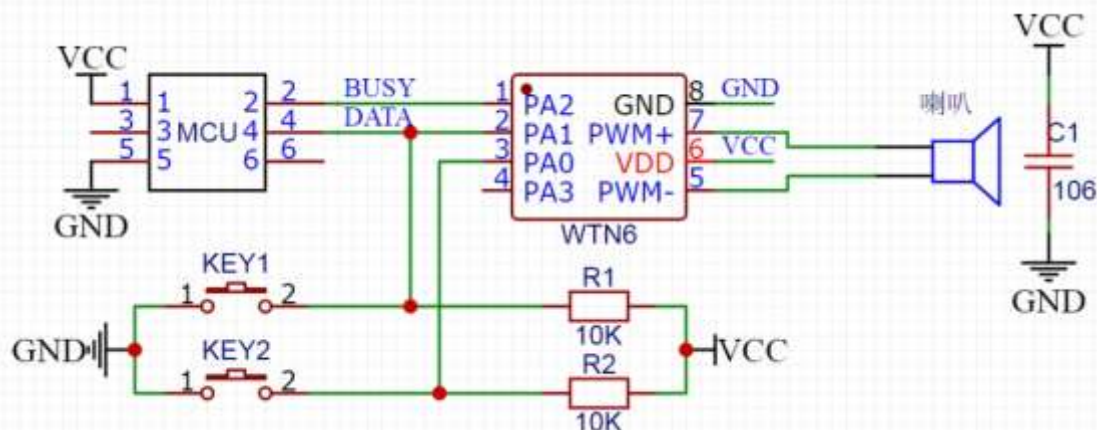 VCC
1 1 2 2 BUSY
3 3 MCU 4 4 DATA
5 5 6 6
GND
1 PA2 GND 8 GND
2 PA1 PWM+ 7
3 PA0 VDD 6 VCC
4 PA3 PWM- 5
WTN6
喇叭
VCC
C1
106
GND
KEY1
1 2
R1
10K
GND
VCC
KEY2
1 2
R2
10K